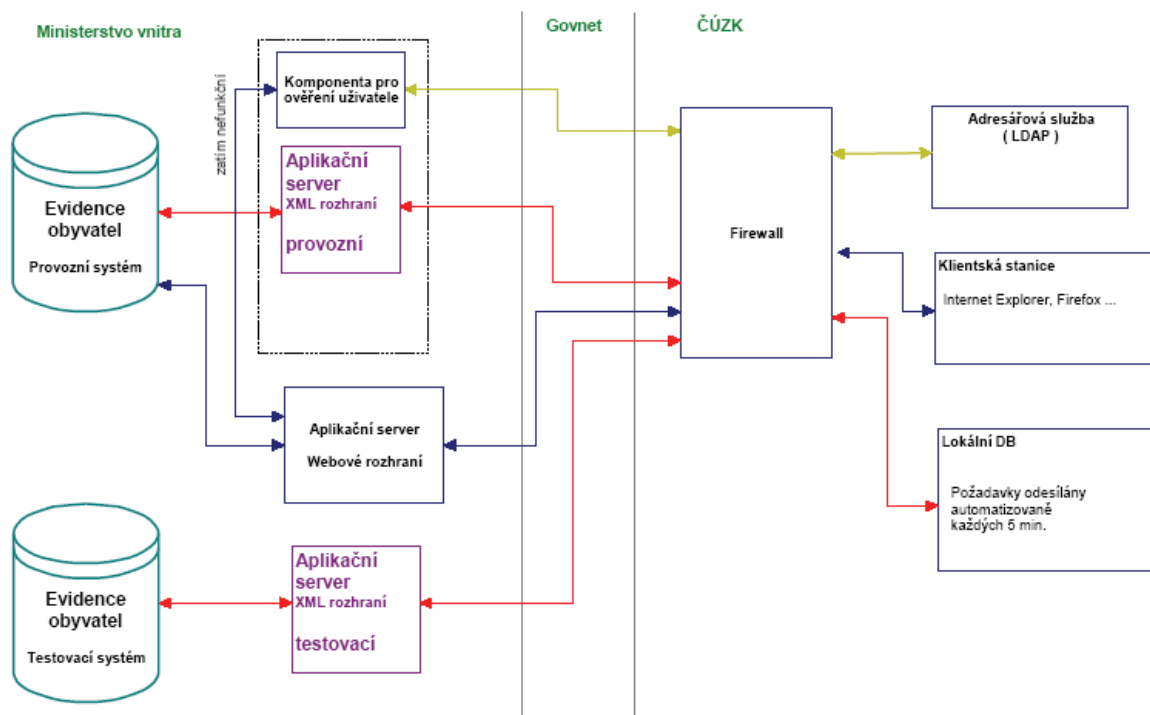 Ministerstvo vnitra
Govnet
ČÚZK
zatím nefunkční
Komponenta pro
ověření uživatele
Adresářová služba
( LDAP )
Aplikační
server
XML rozhraní
provozní
Evidence
obyvatel
Provozní systém
Firewall
Klientská stanice
Internet Explorer, Firefox ...
Aplikační server
Webové rozhraní
Lokální DB
Požadavky odesílány
automatizovaně
každých 5 min.
Evidence
obyvatel
Testovací systém
Aplikační
server
XML rozhraní
testovací